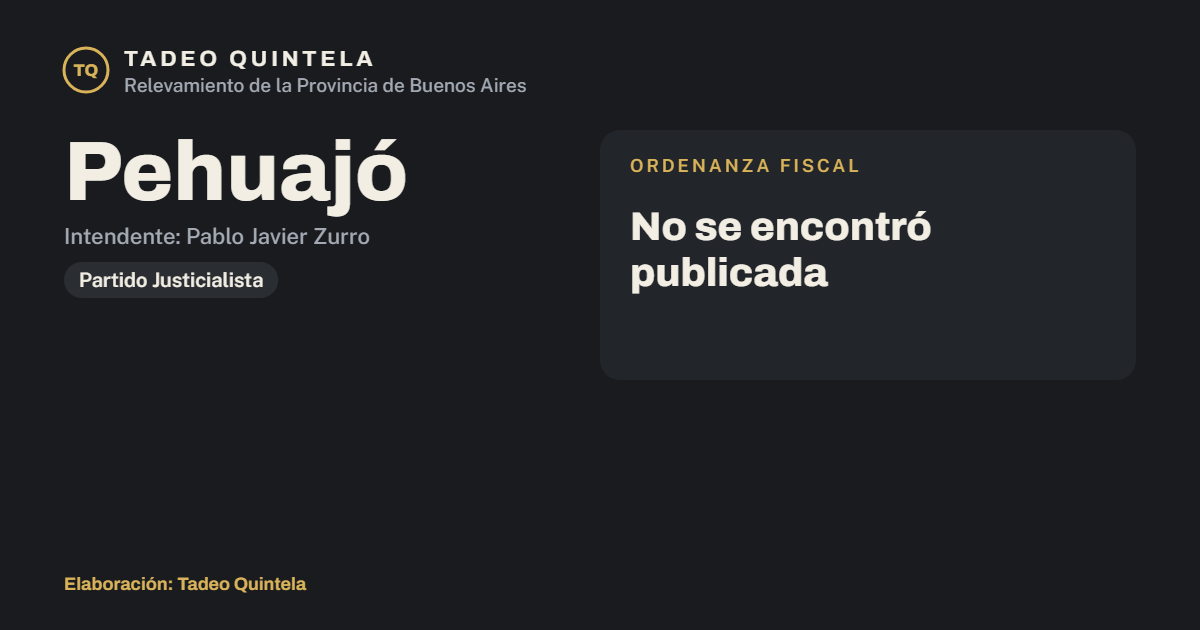 TQ
TADEO QUINTELA
Relevamiento de la Provincia de Buenos Aires
Pehuajó
Intendente: Pablo Javier Zurro
Partido Justicialista
ORDENANZA FISCAL
No se encontró
publicada
Elaboración: Tadeo Quintela